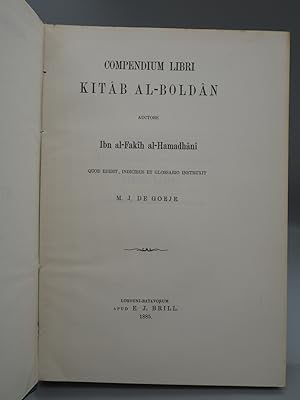 COMPENDIUM LIBRI
KITÂB AL-BOLDÂN
AUCTORE
Ibn al-Fakîh al-Hamadhânî
QUOD EDIDIT, INDICIBUS ET GLOSSARIO INSTRUXIT
M. J. DE GOEJE.
LUGDUNI-BATAVORUM
APUD E. J. BRILL.
1885.